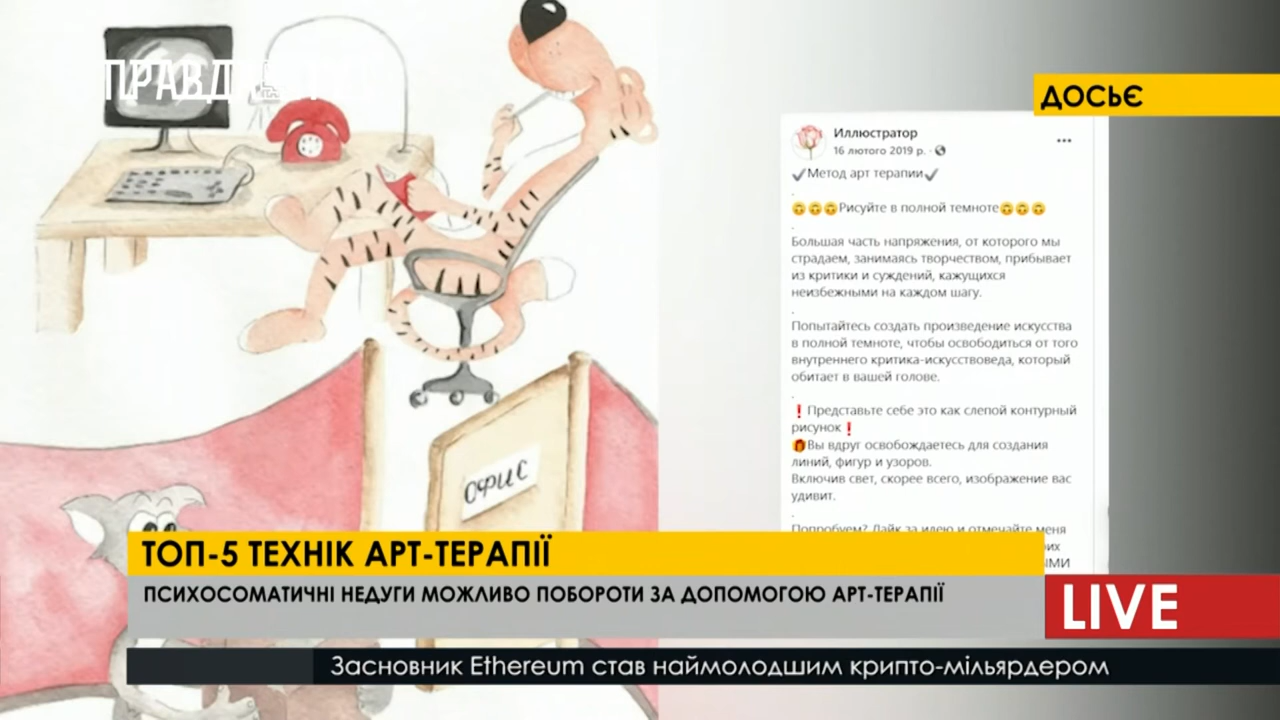 ПРАВДА
ДОСЬЄ
Иллюстратор
16 лютого 2019 р. ·
✔Метод арт терапии✔
.
🙃🙃🙃Рисуйте в полной темноте🙃🙃🙃
.
Большая часть напряжения, от которого мы
страдаем, занимаясь творчеством, прибывает
из критики и суждений, кажущихся
неизбежными на каждом шагу.
.
Попытайтесь создать произведение искусства
в полной темноте, чтобы освободиться от того
внутреннего критика-искусствоведа, который
обитает в вашей голове.
.
❗Представьте себе это как слепой контурный
рисунок❗
Вы вдруг освобождаетесь для создания
линий, фигур и узоров.
Включив свет, скорее всего, изображение вас
удивит.
.
Попробуем? Лайк за идею и отмечайте меня
ОФИС
ТОП-5 ТЕХНІК АРТ-ТЕРАПІЇ
ПСИХОСОМАТИЧНІ НЕДУГИ МОЖЛИВО ПОБОРОТИ ЗА ДОПОМОГОЮ АРТ-ТЕРАПІЇ
LIVE
Засновник Ethereum став наймолодшим крипто-мільярдером